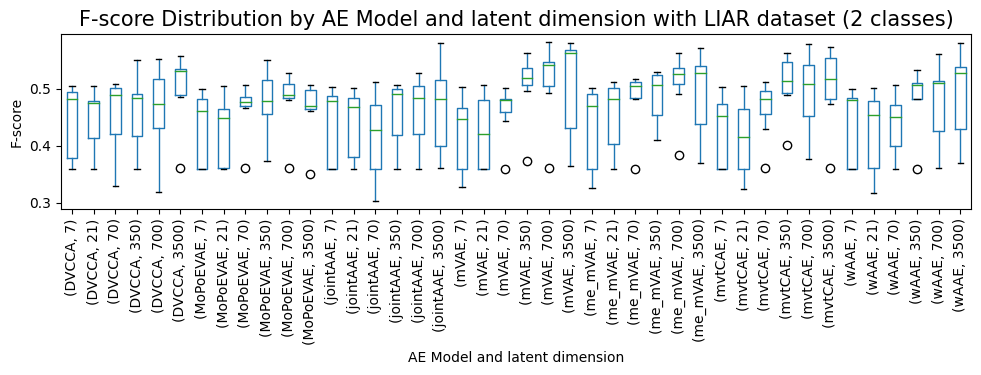 F-score Distribution by AE Model and latent dimension with LIAR dataset (2 classes)
F-score
0.5
0.4
0.3
(DVCCA, 7)
(DVCCA, 21)
(DVCCA, 70)
(DVCCA, 350)
(DVCCA, 700)
(DVCCA, 3500)
(MoPoEVAE, 7)
(MoPoEVAE, 21)
(MoPoEVAE, 70)
(MoPoEVAE, 350)
(MoPoEVAE, 700)
(MoPoEVAE, 3500)
(jointAAE, 7)
(jointAAE, 21)
(jointAAE, 70)
(jointAAE, 350)
(jointAAE, 700)
(jointAAE, 3500)
(mVAE, 7)
(mVAE, 21)
(mVAE, 70)
(mVAE, 350)
(mVAE, 700)
(mVAE, 3500)
(me_mVAE, 7)
(me_mVAE, 21)
(me_mVAE, 70)
(me_mVAE, 350)
(me_mVAE, 700)
(me_mVAE, 3500)
(mvtCAE, 7)
(mvtCAE, 21)
(mvtCAE, 70)
(mvtCAE, 350)
(mvtCAE, 700)
(mvtCAE, 3500)
(wAAE, 7)
(wAAE, 21)
(wAAE, 70)
(wAAE, 350)
(wAAE, 700)
(wAAE, 3500)
AE Model and latent dimension